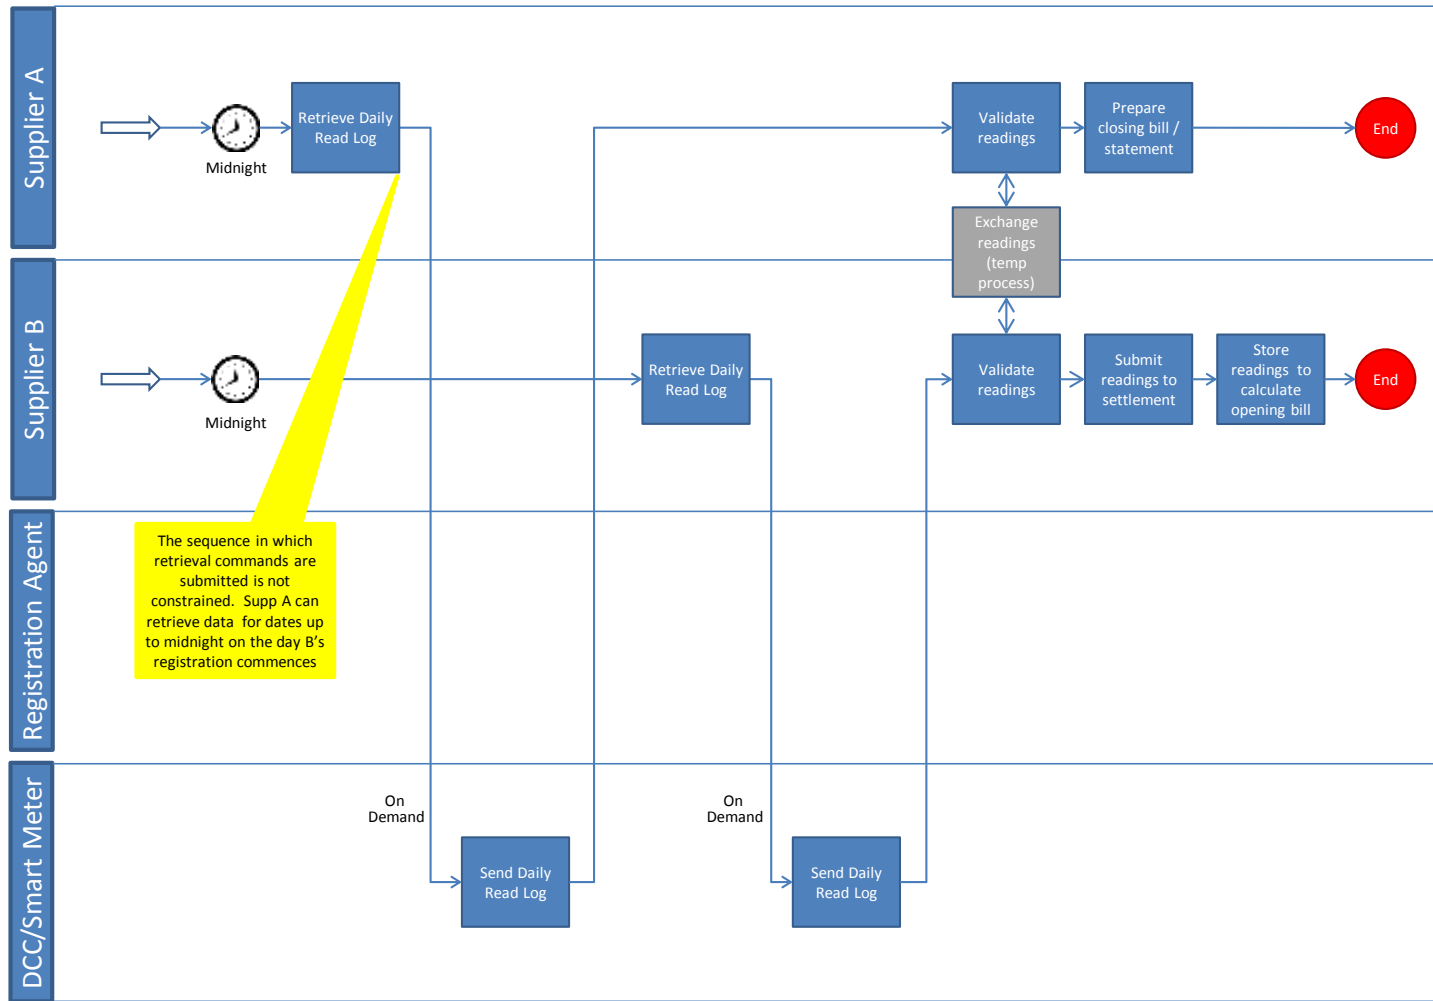 Supplier A
Midnight
Retrieve Daily
Read Log
Validate
readings
Prepare
closing bill /
statement
End
Exchange
readings
(temp
process)
Supplier B
Midnight
Retrieve Daily
Read Log
Validate
readings
Submit
readings to
settlement
Store
readings to
calculate
opening bill
End
Registration Agent
The sequence in which
retrieval commands are
submitted is not
constrained. Supp A can
retrieve data for dates up
to midnight on the day B’s
registration commences
DCC/Smart Meter
On
Demand
Send Daily
Read Log
On
Demand
Send Daily
Read Log